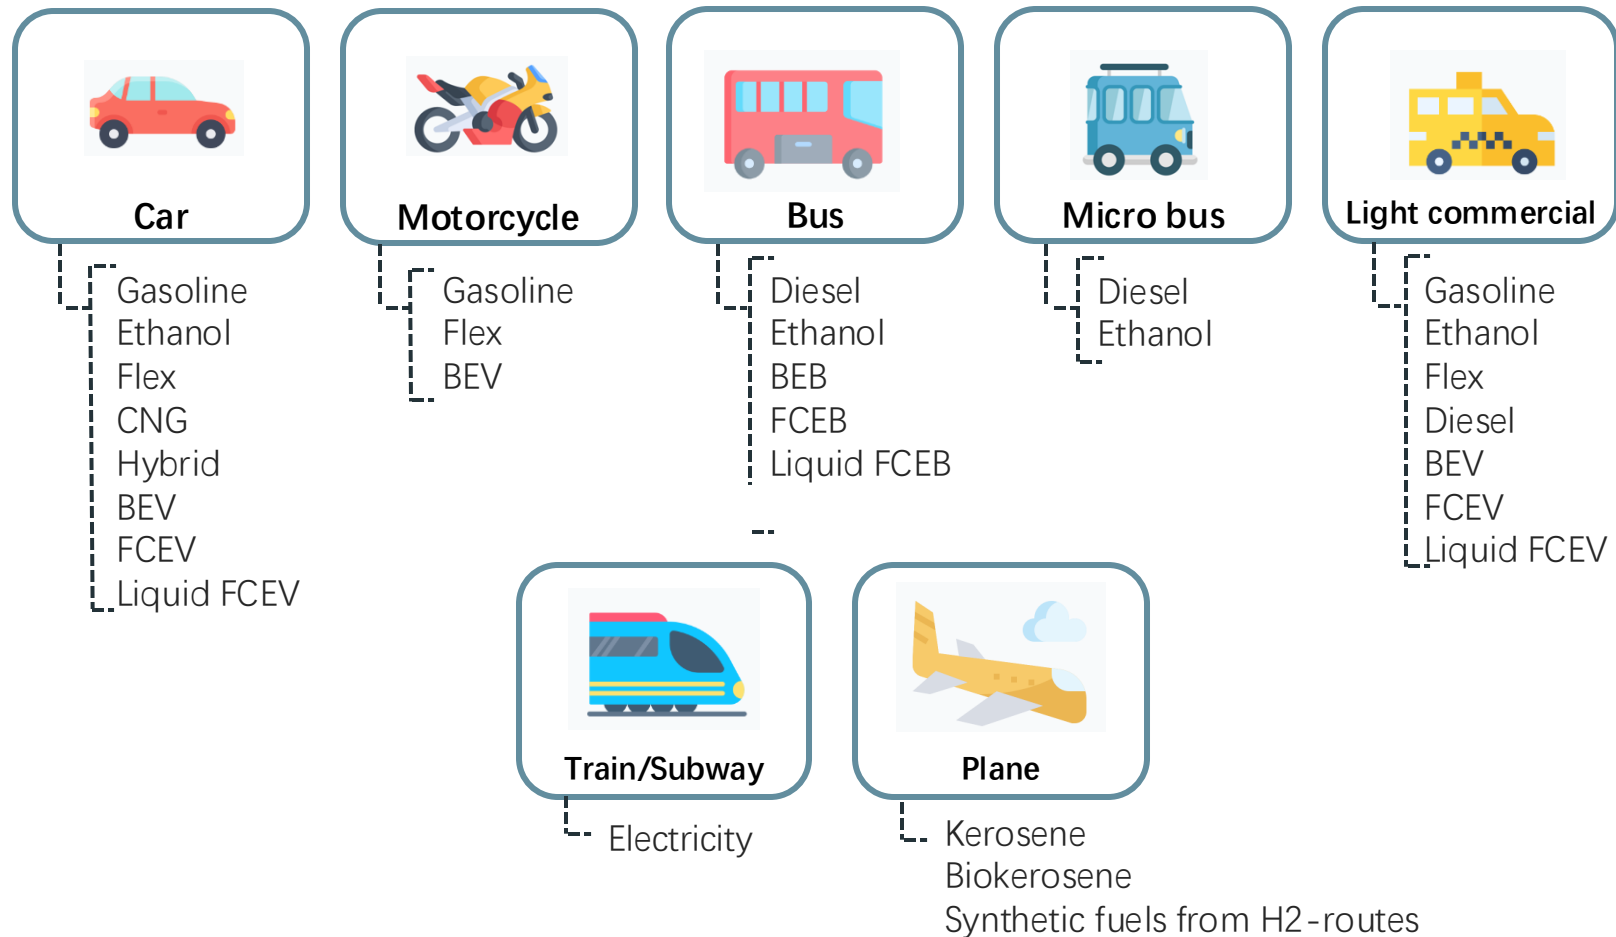 Car
Gasoline
Ethanol
Flex
CNG
Hybrid
BEV
FCEV
Liquid FCEV
Motorcycle
Gasoline
Flex
BEV
Bus
Diesel
Ethanol
BEB
FCEB
Liquid FCEB
Micro bus
Diesel
Ethanol
Light commercial
Gasoline
Ethanol
Flex
Diesel
BEV
FCEV
Liquid FCEV
Train/Subway
Electricity
Plane
Kerosene
Biokerosene
Synthetic fuels from H2-routes